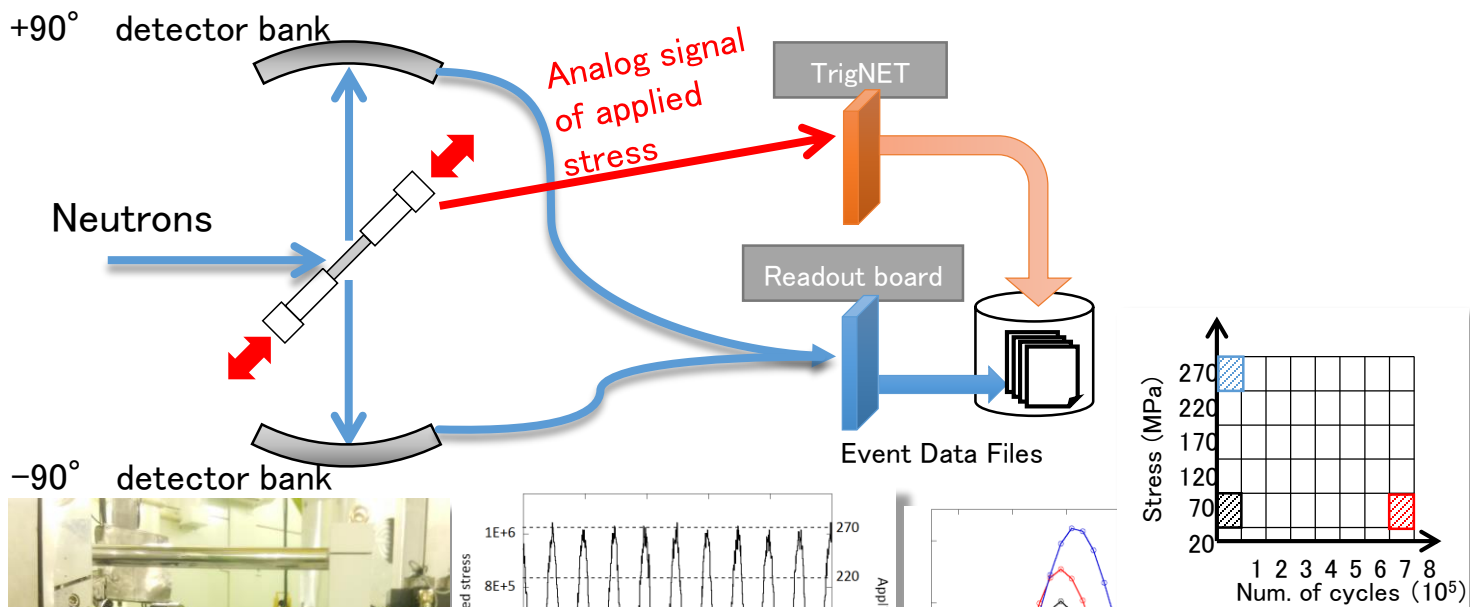 +90° detector bank
Analog signal
of applied
stress
TrigNET
Neutrons
Readout board
Event Data Files
-90° detector bank
1E+6
8E+5
270
220
Stress (MPa)
270
220
170
120
70
20
1 2 3 4 5 6 7 8
Num. of cycles (10⁵)